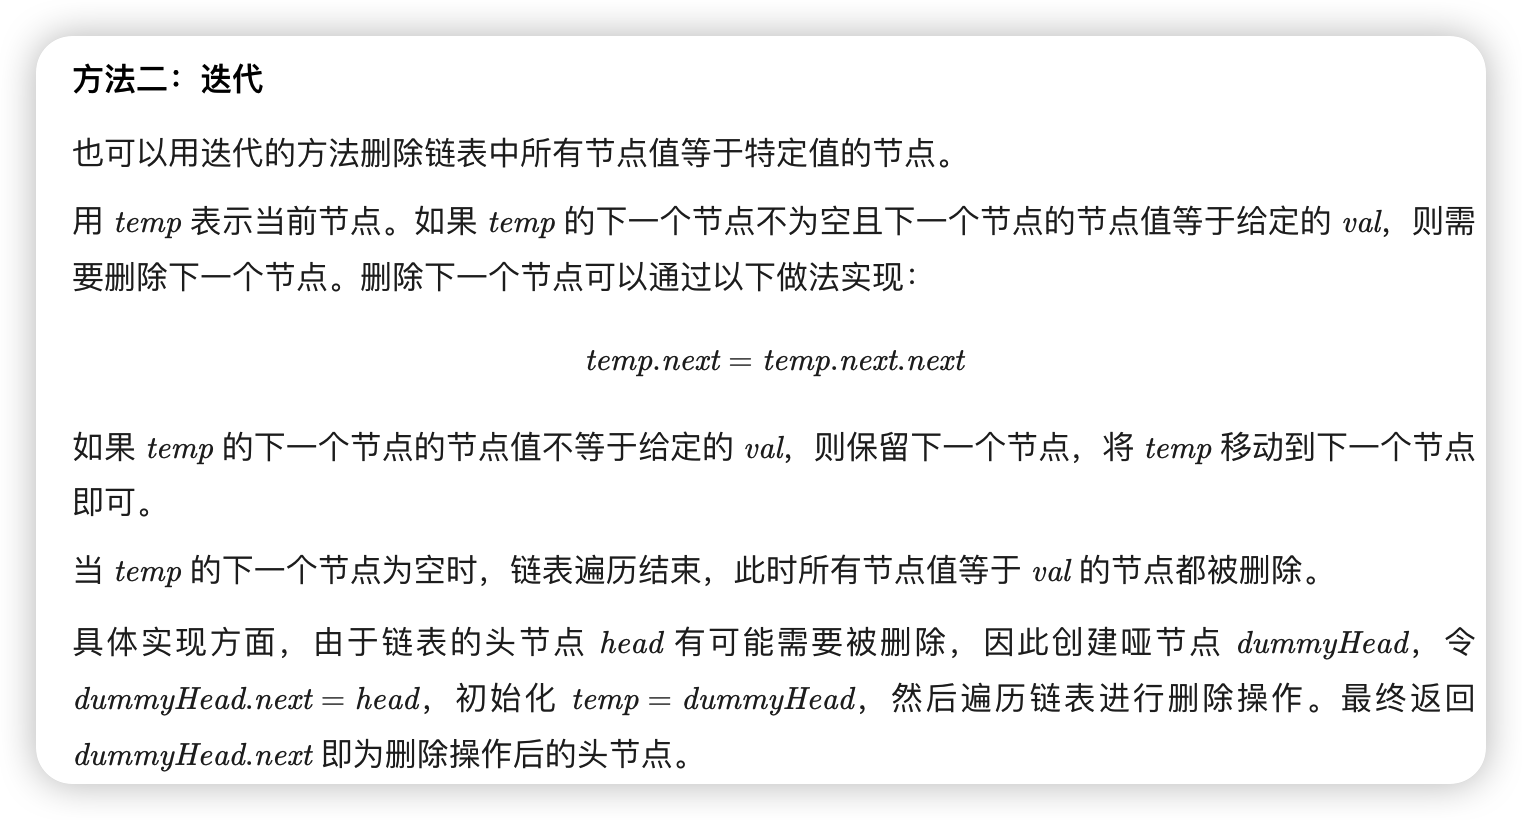 方法二：迭代
也可以用迭代的方法删除链表中所有节点值等于特定值的节点。
用 temp 表示当前节点。如果 temp 的下一个节点不为空且下一个节点的节点值等于给定的 val，则需
要删除下一个节点。删除下一个节点可以通过以下做法实现：
temp.next = temp.next.next
如果 temp 的下一个节点的节点值不等于给定的 val，则保留下一个节点，将 temp 移动到下一个节点
即可。
当 temp 的下一个节点为空时，链表遍历结束，此时所有节点值等于 val 的节点都被删除。
具体实现方面，由于链表的头节点 head 有可能需要被删除，因此创建哑节点 dummyHead，令
dummyHead.next = head，初始化 temp = dummyHead，然后遍历链表进行删除操作。最终返回
dummyHead.next 即为删除操作后的头节点。